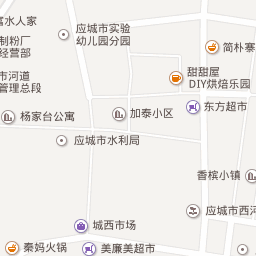 富水人家
应城市实验
幼儿园分园
制粉厂
经营部
简朴寨
甜甜屋
DIY烘焙乐园
市河道
管理总段
东方超市
杨家台公寓
加泰小区
应城市水利局
香槟小镇
应城市西河
城西市场
秦妈火锅
美廉美超市